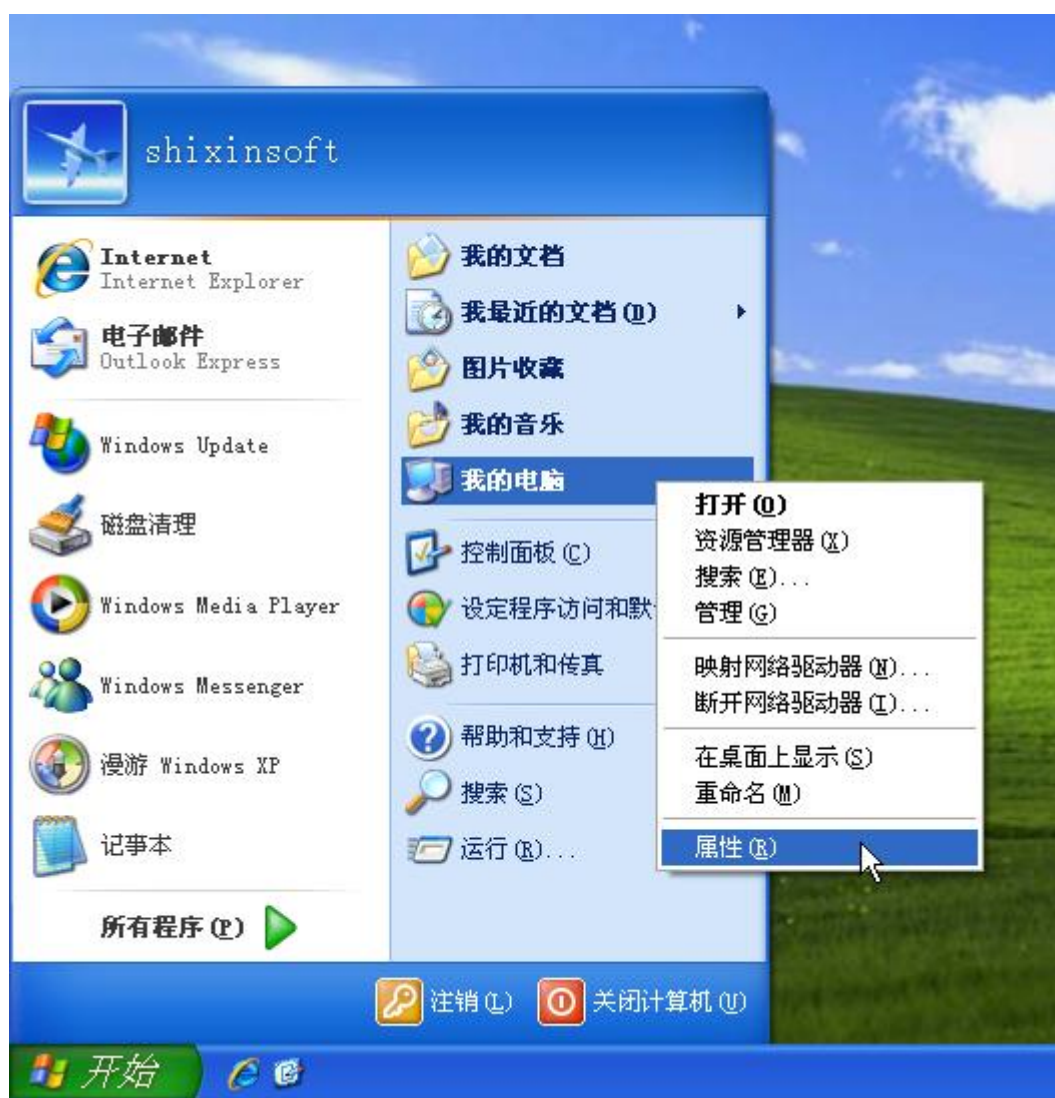 shixinsoft
Internet
Internet Explorer
电子邮件
Outlook Express
Windows Update
磁盘清理
Windows Media Player
Windows Messenger
漫游 Windows XP
记事本
所有程序(P)
我的文档
我最近的文档(D)
图片收藏
我的音乐
我的电脑
控制面板(C)
设定程序访问和默
打印机和传真
帮助和支持(H)
搜索(S)
运行(R)...
打开(O)
资源管理器(X)
搜索(E)...
管理(G)
映射网络驱动器(N)...
断开网络驱动器(I)...
在桌面上显示(S)
重命名(M)
属性(R)
注销(L)
关闭计算机(U)
开始